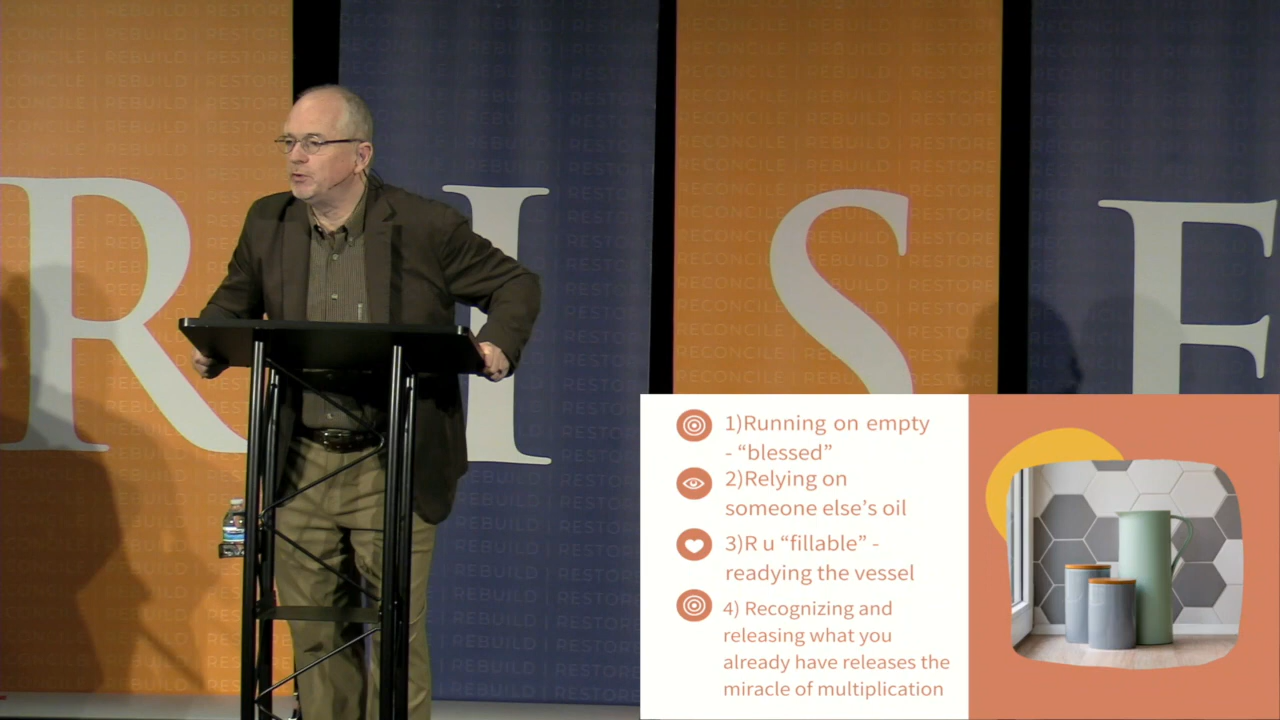 RECONCILE | REBUILD | RESTORE
R I S E
1)Running on empty
- “blessed”
2)Relying on
someone else’s oil
3)R u “fillable” -
readying the vessel
4) Recognizing and
releasing what you
already have releases the
miracle of multiplication